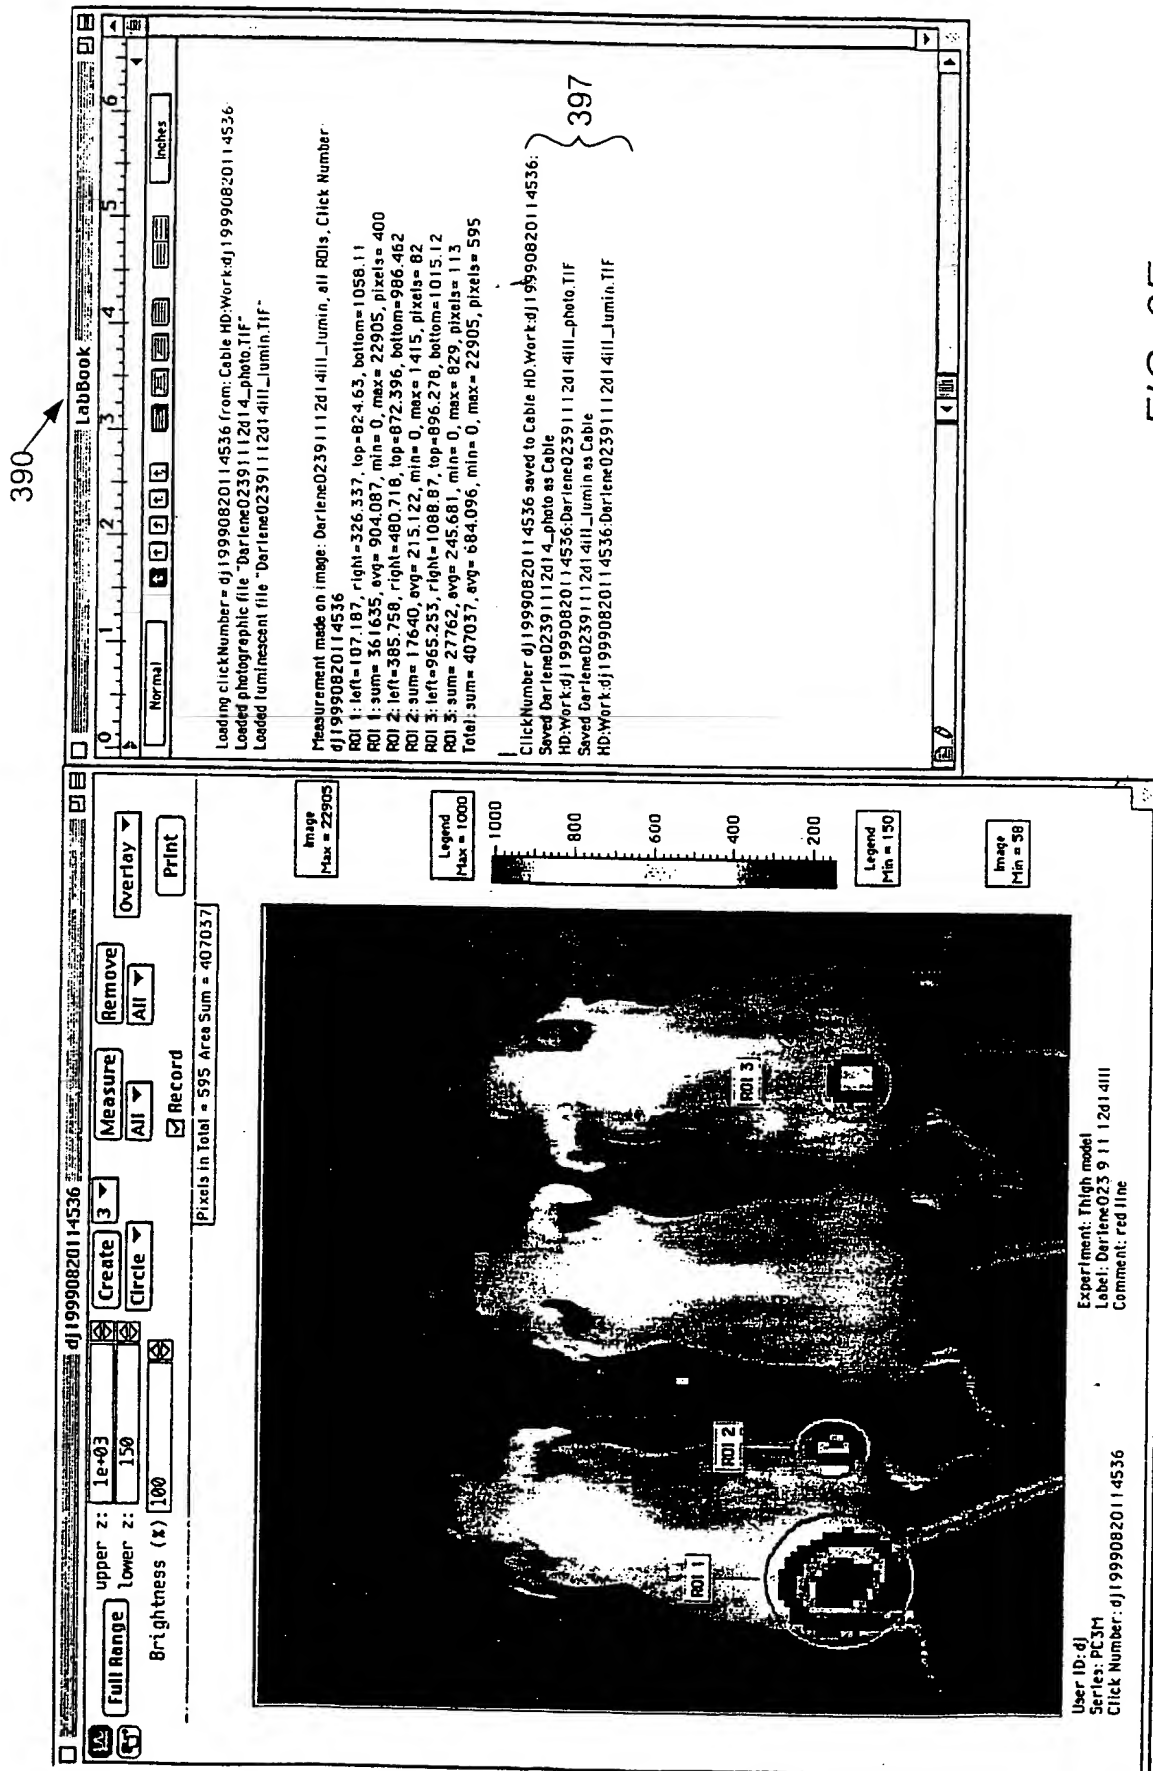 390
LabBook
0 1 2 3 4 5 6
Normal
Inches
Loading clickNumber= dj19990820114536 from: Cable HD:Work:dj19990820114536
Loaded photographic file "Darlene02391112d14_photo.TIF"
Loaded luminescent file "Darlene02391112d14ill_lumin.TIF"
Measurement made on image: Darlene02391112d14ill_lumin, all ROIs, Click Number
dj19990820114536
ROI 1: left=107.187, right=326.337, top=824.63, bottom=1058.11
ROI 1: sum= 361635, avg= 904.087, min= 0, max= 22905, pixels= 400
ROI 2: left=385.758, right=480.718, top=872.396, bottom=986.462
ROI 2: sum= 17640, avg= 215.122, min= 0, max= 1415, pixels= 82
ROI 3: left=965.253, right=1088.87, top=896.278, bottom=1015.12
ROI 3: sum= 27762, avg= 245.681, min= 0, max= 829, pixels= 113
Total: sum= 407037, avg= 684.096, min= 0, max= 22905, pixels= 595
ClickNumber dj19990820114536 saved to Cable HD:Work:dj19990820114536:
Saved Darlene02391112d14_photo as Cable
HD:Work:dj19990820114536:Darlene02391112d14ill_photo.TIF
Saved Darlene02391112d14ill_lumin as Cable
HD:Work:dj19990820114536:Darlene02391112d14ill_lumin.TIF
397
dj19990820114536
Full Range
upper z: 1e+03
lower z: 150
Brightness (%) 100
Create 3
Circle
Measure
All
Record
Remove
All
Overlay
Print
Pixels in Total = 595 Area Sum = 407037
ROI 1
ROI 2
ROI 3
Image
Max = 22905
Legend
Max = 1000
1000
800
600
400
200
Legend
Min = 150
Image
Min = 58
User ID: dj
Series: PC3M
Click Number: dj19990820114536
Experiment: Thigh model
Label: Darlene023 9 11 12d14III
Comment: red line